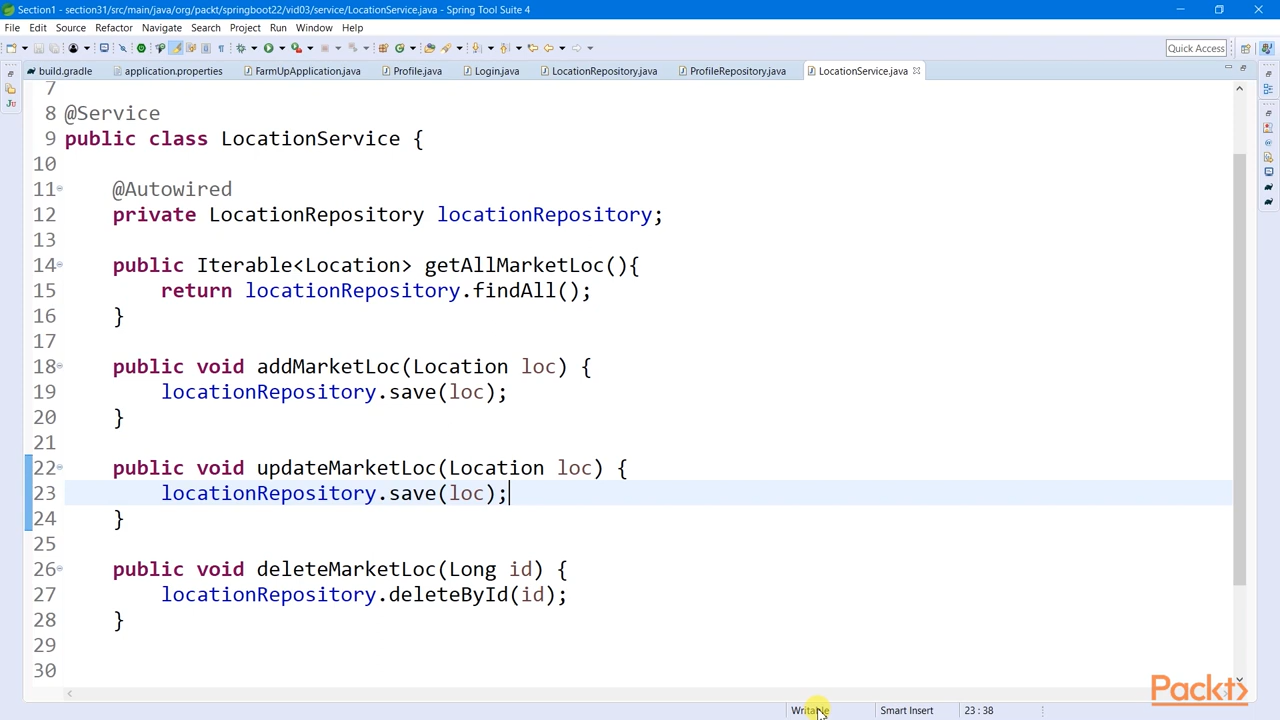 Section1 - section31/src/main/java/org/packt/springboot22/vid03/service/LocationService.java - Spring Tool Suite 4
File Edit Source Refactor Navigate Search Project Run Window Help
Quick Access
build.gradle application.properties FarmUpApplication.java Profile.java Login.java LocationRepository.java ProfileRepository.java LocationService.java
7
8 @Service
9 public class LocationService {
10
11 @Autowired
12 private LocationRepository locationRepository;
13
14 public Iterable<Location> getAllMarketLoc(){
15 return locationRepository.findAll();
16 }
17
18 public void addMarketLoc(Location loc) {
19 locationRepository.save(loc);
20 }
21
22 public void updateMarketLoc(Location loc) {
23 locationRepository.save(loc);
24 }
25
26 public void deleteMarketLoc(Long id) {
27 locationRepository.deleteById(id);
28 }
29
30
Packt>
Writable Smart Insert 23 : 38